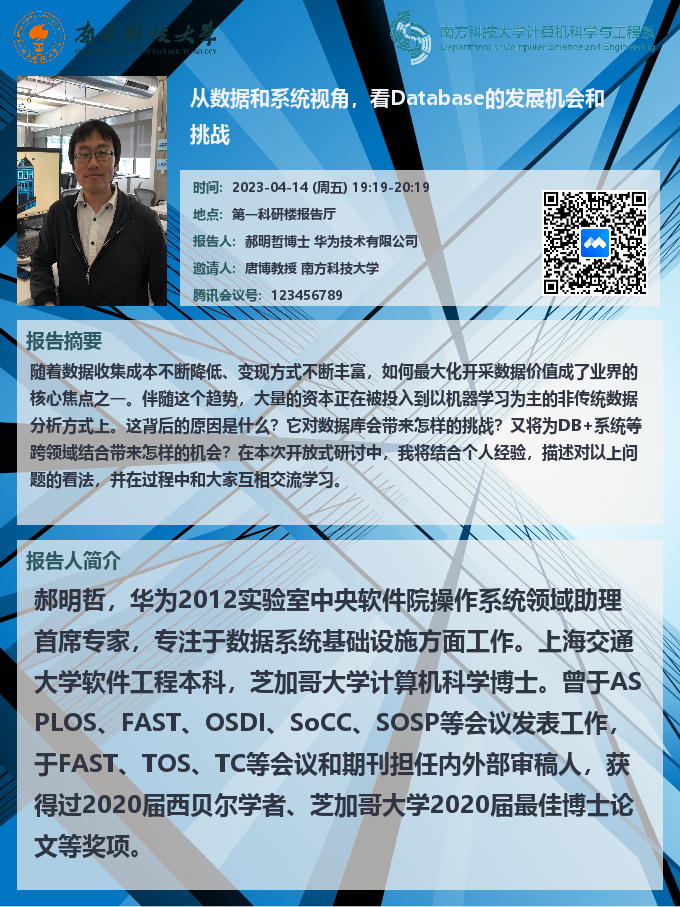 南方科技大学
SOUTHERN UNIVERSITY OF SCIENCE AND TECHNOLOGY
南方科技大学计算机科学与工程系
Department of Computer Science and Engineering
从数据和系统视角，看Database的发展机会和
挑战
时间：2023-04-14 (周五) 19:19-20:19
地点：第一科研楼报告厅
报告人：郝明哲博士 华为技术有限公司
邀请人：唐博教授 南方科技大学
腾讯会议号：123456789
报告摘要
随着数据收集成本不断降低、变现方式不断丰富，如何最大化开采数据价值成了业界的
核心焦点之一。伴随这个趋势，大量的资本正在被投入到以机器学习为主的非传统数据
分析方式上。这背后的原因是什么？它对数据库会带来怎样的挑战？又将为DB+系统等
跨领域结合带来怎样的机会？在本次开放式研讨中，我将结合个人经验，描述对以上问
题的看法，并在过程中和大家互相交流学习。
报告人简介
郝明哲，华为2012实验室中央软件院操作系统领域助理
首席专家，专注于数据系统基础设施方面工作。上海交通
大学软件工程本科，芝加哥大学计算机科学博士。曾于AS
PLOS、FAST、OSDI、SoCC、SOSP等会议发表工作，
于FAST、TOS、TC等会议和期刊担任内外部审稿人，获
得过2020届西贝尔学者、芝加哥大学2020届最佳博士论
文等奖项。